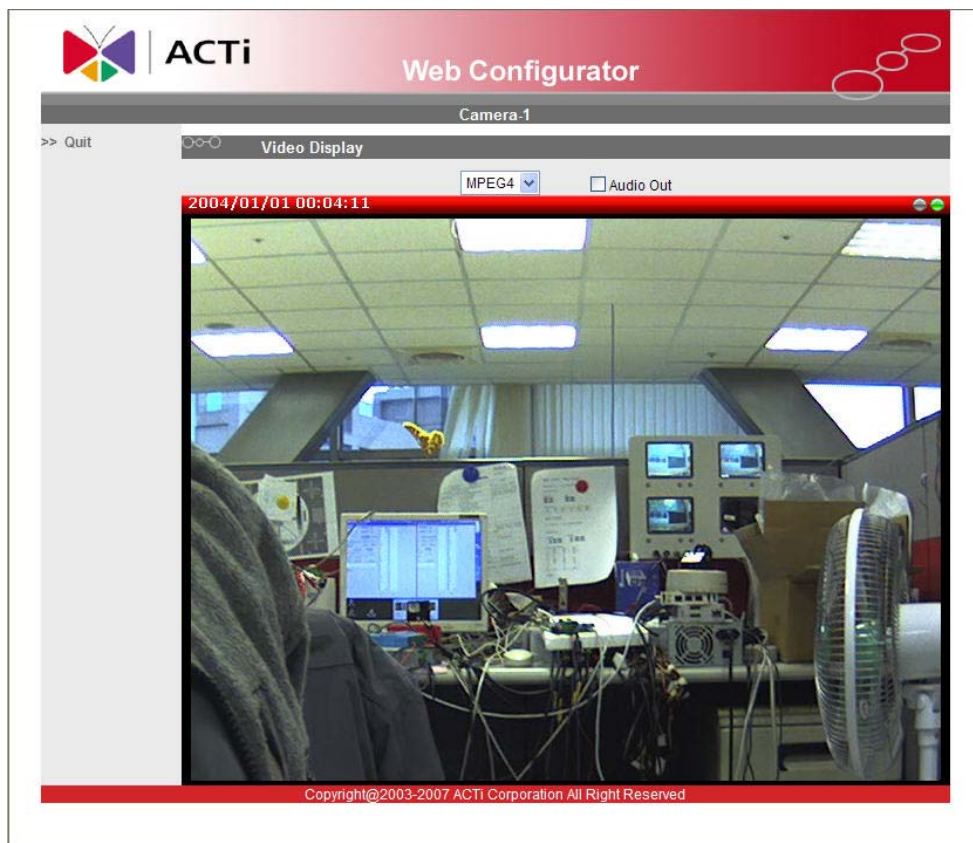 ACTi
Web Configurator
Camera-1
>> Quit
Video Display
MPEG4
Audio Out
2004/01/01 00:04:11
Copyright@2003-2007 ACTi Corporation All Right Reserved